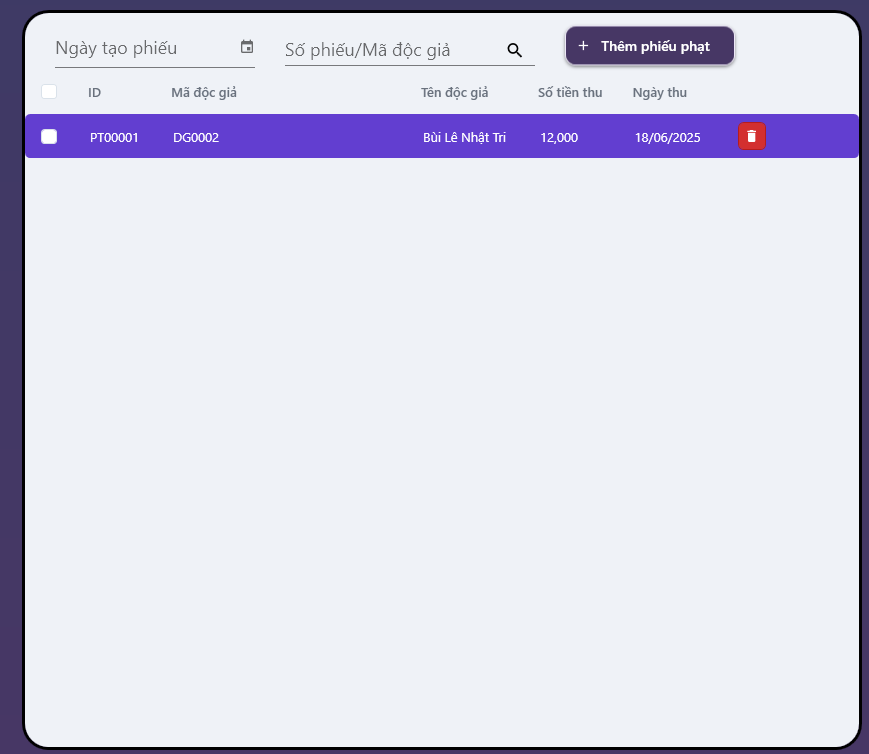 Ngày tạo phiếu
Số phiếu/Mã độc giả
+ Thêm phiếu phạt
ID Mã độc giả Tên độc giả Số tiền thu Ngày thu
PT00001 DG0002 Bùi Lê Nhật Tri 12,000 18/06/2025